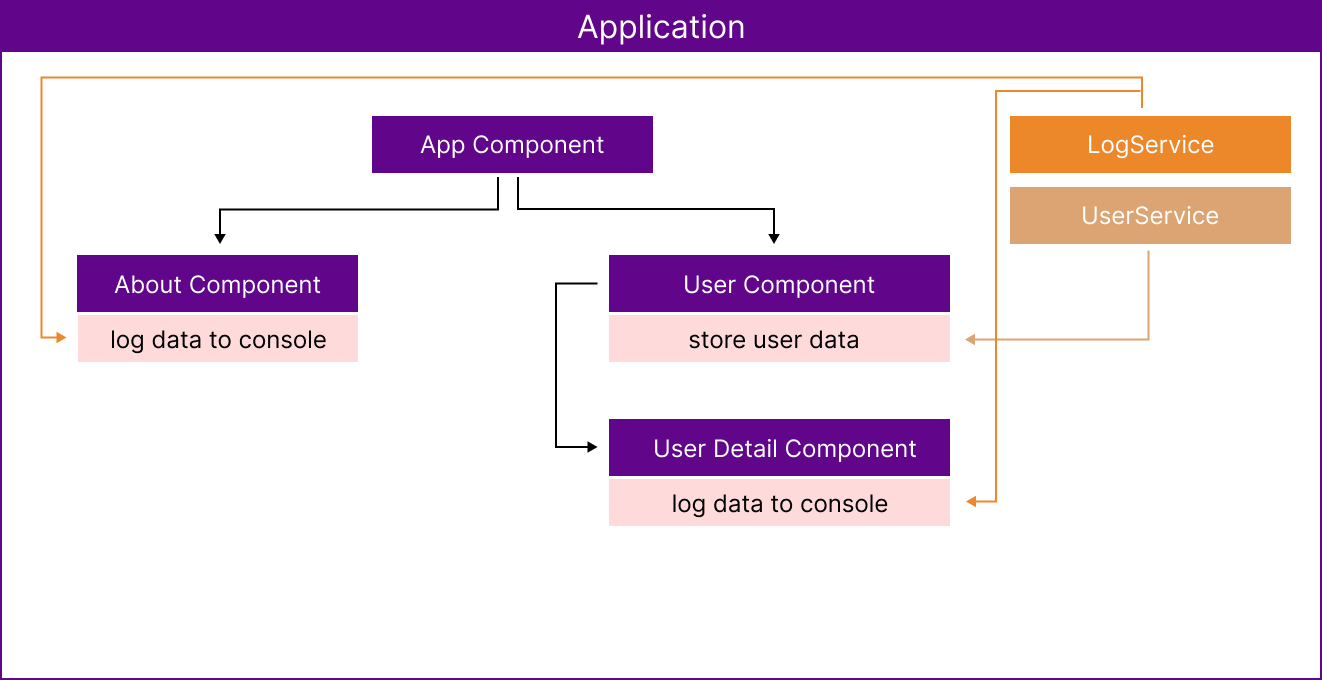 Application
App Component
LogService
UserService
About Component
log data to console
User Component
store user data
User Detail Component
log data to console